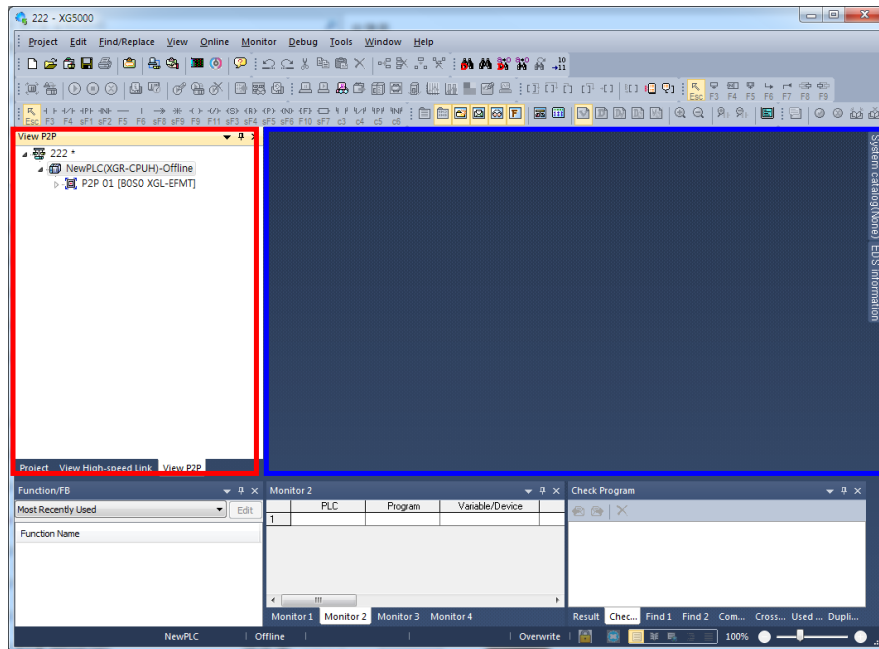 222 - XG5000
Project Edit Find/Replace View Online Monitor Debug Tools Window Help
Esc F3 F4 F5 F6 F7 F8 F9
Esc F3 F4 sF1 sF2 F5 F6 sF8 sF9 F9 F11 sF3 sF4 sF5 sF6 F10 sF7 c3 c4 c5 c6
View P2P
222 *
NewPLC(XGR-CPUH)-Offline
P2P 01 [B0S0 XGL-EFMT]
System catalog(None)
EDS information
Project View High-speed Link View P2P
Function/FB
Most Recently Used Edit
Function Name
Monitor 2
PLC Program Variable/Device
1
Monitor 1 Monitor 2 Monitor 3 Monitor 4
Check Program
Result Chec... Find 1 Find 2 Com... Cross... Used ... Dupli...
NewPLC Offline Overwrite 100%